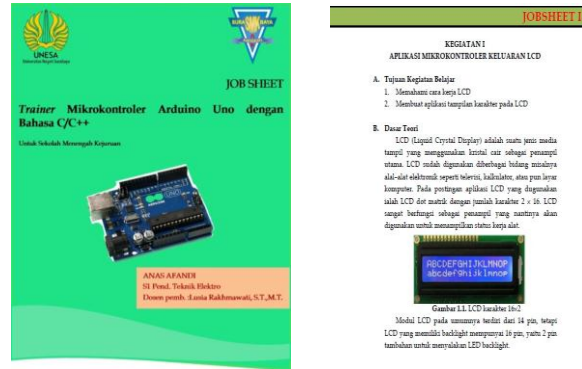 UNESA
Universitas Negeri Surabaya
JOB SHEET
Trainer Mikrokontroler Arduino Uno dengan
Bahasa C/C++
Untuk Sekolah Menengah Kejuruan
ANAS AFANDI
S1 Pend. Teknik Elektro
Dosen pemb. :Lusia Rakhmawati, S.T.,M.T.
JOBSHEET I
KEGIATAN I
APLIKASI MIKROKONTROLER KELUARAN LCD
A. Tujuan Kegiatan Belajar
1. Memahami cara kerja LCD
2. Membuat aplikasi tampilan karakter pada LCD
B. Dasar Teori
LCD (Liquid Crystal Display) adalah suatu jenis media
tampil yang menggunakan kristal cair sebagai penampil
utama. LCD sudah digunakan diberbagai bidang misalnya
alal-alat elektronik seperti televisi, kalkulator, atau pun layar
komputer. Pada postingan aplikasi LCD yang dugunakan
ialah LCD dot matrik dengan jumlah karakter 2 x 16. LCD
sangat berfungsi sebagai penampil yang nantinya akan
digunakan untuk menampilkan status kerja alat.
ABCDEFGHIJKLMNOP
abcdefghijklmnop
Gambar 1.1. LCD karakter 16x2
Modul LCD pada umumnya terdiri dari 14 pin, tetapi
LCD yang memiliki backlight mempunyai 16 pin, yaitu 2 pin
tambahan untuk menyalakan LED backlight.